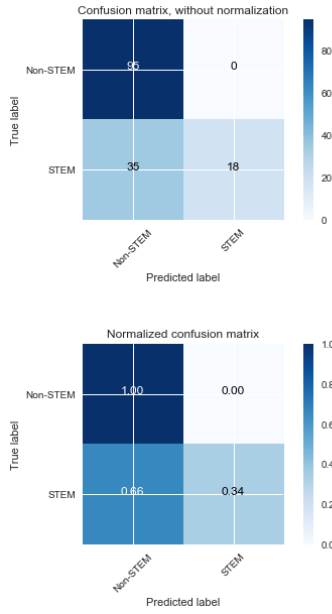 Confusion matrix, without normalization
True label
Non-STEM
STEM
95
0
35
18
Non-STEM
STEM
Predicted label
80
60
40
20
0
Normalized confusion matrix
True label
Non-STEM
STEM
1.00
0.00
0.66
0.34
Non-STEM
STEM
Predicted label
1.0
0.8
0.6
0.4
0.2
0.0